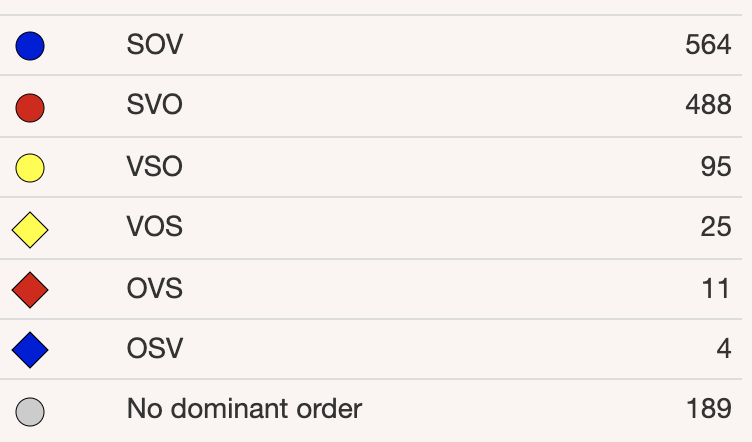 SOV 564
SVO 488
VSO 95
VOS 25
OVS 11
OSV 4
No dominant order 189